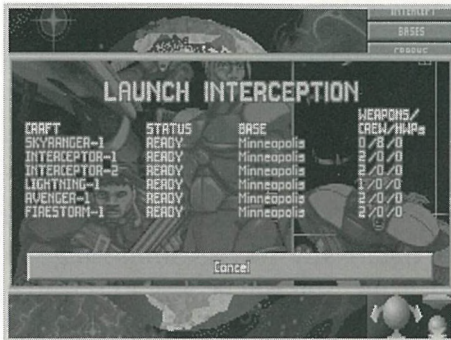 INTERCEPT
BASES
GRAPHS
LAUNCH INTERCEPTION
WEAPONS/
CRAFT STATUS BASE CREW/HWPs
SKYRANGER-1 READY Minneapolis 0/8/0
INTERCEPTOR-1 READY Minneapolis 2/0/0
INTERCEPTOR-2 READY Minneapolis 2/0/0
LIGHTNING-1 READY Minneapolis 1/0/0
AVENGER-1 READY Minneapolis 2/0/0
FIRESTORM-1 READY Minneapolis 2/0/0
Cancel